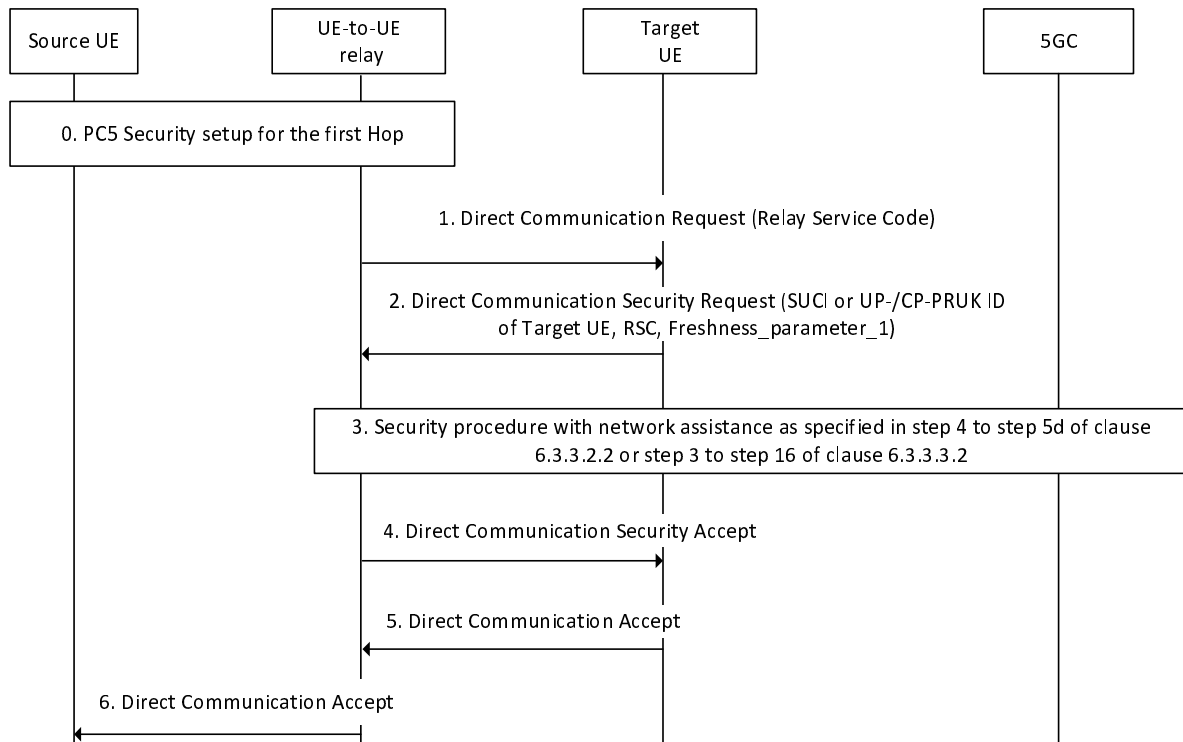 Source UE
UE-to-UE
relay
Target
UE
5GC
0. PC5 Security setup for the first Hop
1. Direct Communication Request (Relay Service Code)
2. Direct Communication Security Request (SUCI or UP-/CP-PRUK ID
of Target UE, RSC, Freshness_parameter_1)
3. Security procedure with network assistance as specified in step 4 to step 5d of clause
6.3.3.2.2 or step 3 to step 16 of clause 6.3.3.3.2
4. Direct Communication Security Accept
5. Direct Communication Accept
6. Direct Communication Accept